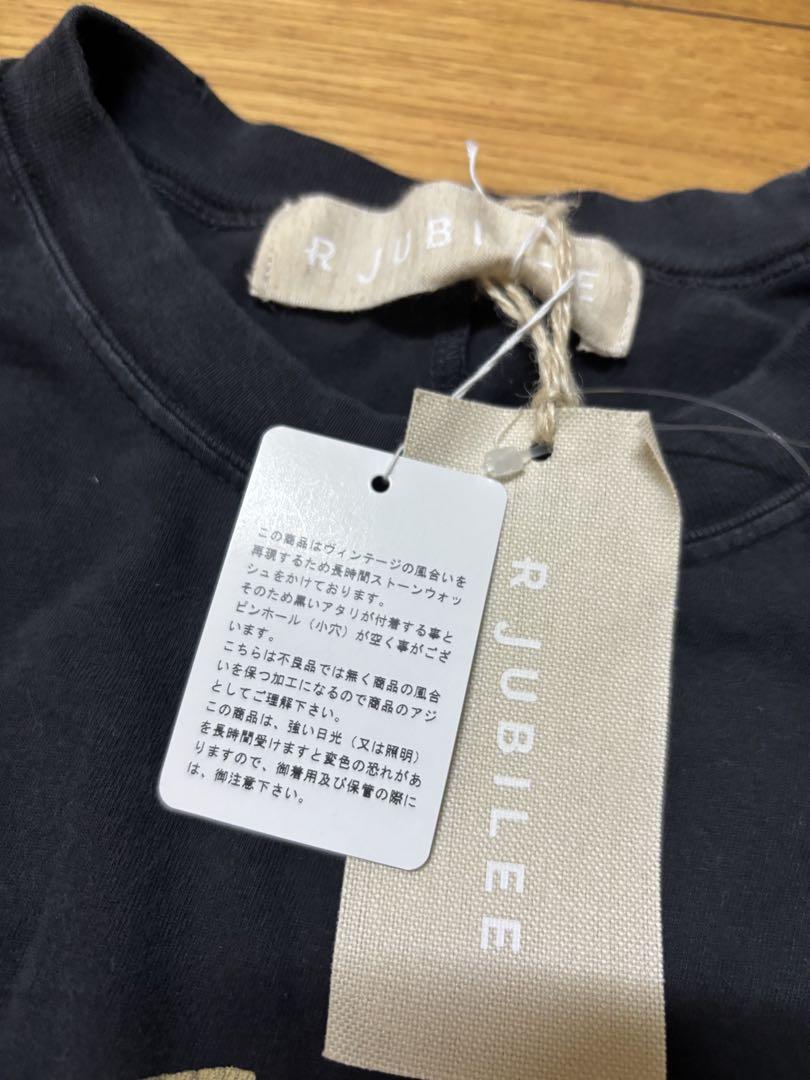 R JUBILEE
この商品はヴィンテージの風合いを
再現するため長時間ストーンウォッ
シュをかけております。
そのため黒いアタリが付着する事と
ピンホール（小穴）が空く事がござ
います。
こちらは不良品では無く商品の風合
いを保つ加工になるので商品のアジ
としてご理解下さい。
この商品は、強い日光（又は照明）
を長時間受けますと変色の恐れがあ
りますので、御着用及び保管の際に
は、御注意下さい。
R JUBILEE